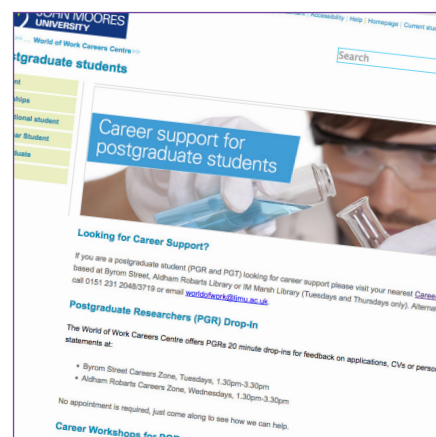 JOHN MOORES
UNIVERSITY
Accessibility | Help | Homepage | Current
World of Work Careers Centre >>
Search
students
Career support for
postgraduate students
Looking for Career Support?
If you are a postgraduate student (PGR and PGT) looking for career support please visit your nearest
based at Byrom Street, Aldham Robarts Library or IM Marsh Library (Tuesdays and Thursdays only).
call 0151 231 2048/3719 or email worldofwork@ljmu.ac.uk.
Postgraduate Researchers (PGR) Drop-In
The World of Work Careers Centre offers PGRs 20 minute drop-ins for feedback on applications, CVs or
statements at:
• Byrom Street Careers Zone, Tuesdays, 1.30pm-3.30pm
• Aldham Robarts Careers Zone, Wednesdays, 1.30pm-3.30pm
No appointment is required, just come along to see how we can help.
Career Workshops for